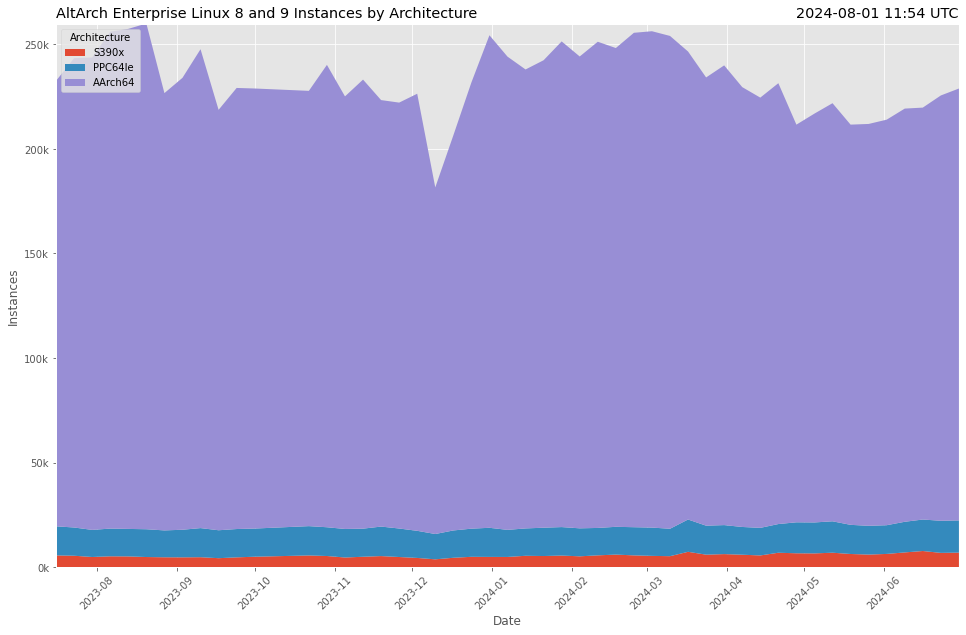 AltArch Enterprise Linux 8 and 9 Instances by Architecture
2024-08-01 11:54 UTC
Architecture
S390x
PPC64le
AArch64
250k
200k
150k
100k
50k
0k
Instances
2023-08
2023-09
2023-10
2023-11
2023-12
2024-01
2024-02
2024-03
2024-04
2024-05
2024-06
Date